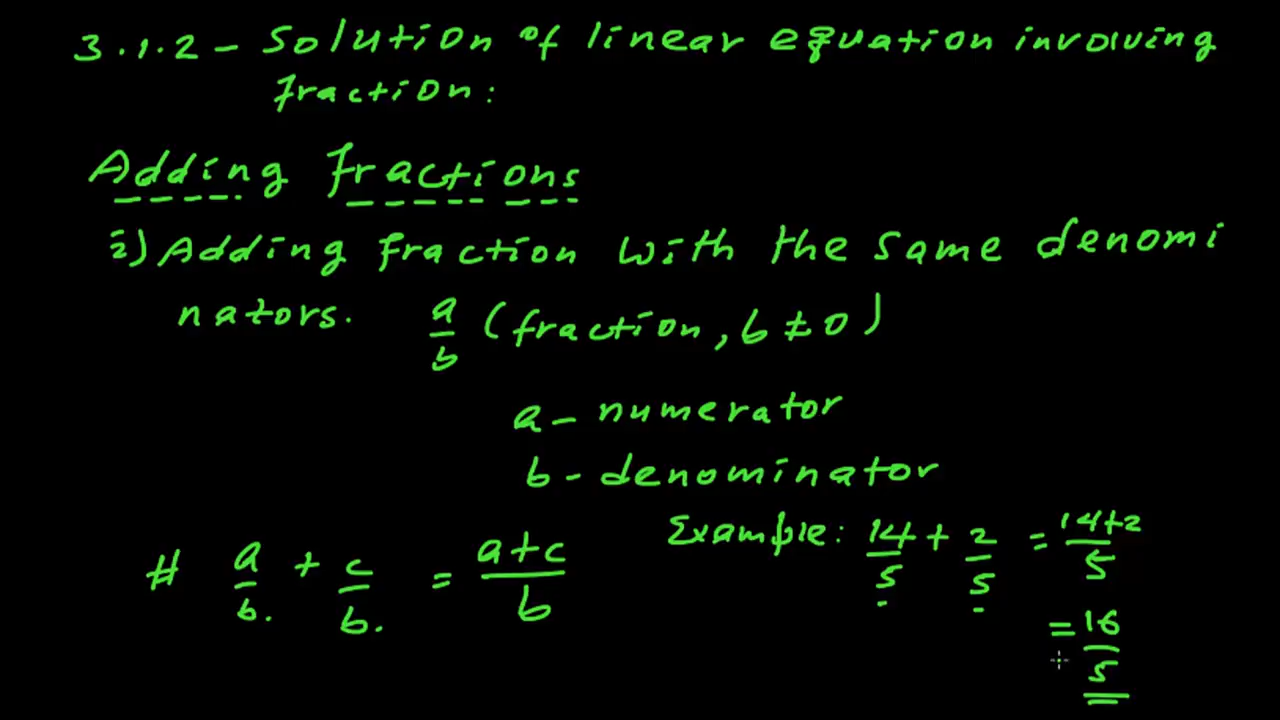 3.1.2 - Solution of linear equation involving
fraction:
Adding fractions
i) Adding fraction with the same denomi
nators. a/b (fraction, b ≠ 0)
a - numerator
b - denominator
Example: 14/5 + 2/5 = 14+2/5
# a/b. + c/b. = a+c/b
= 16/5